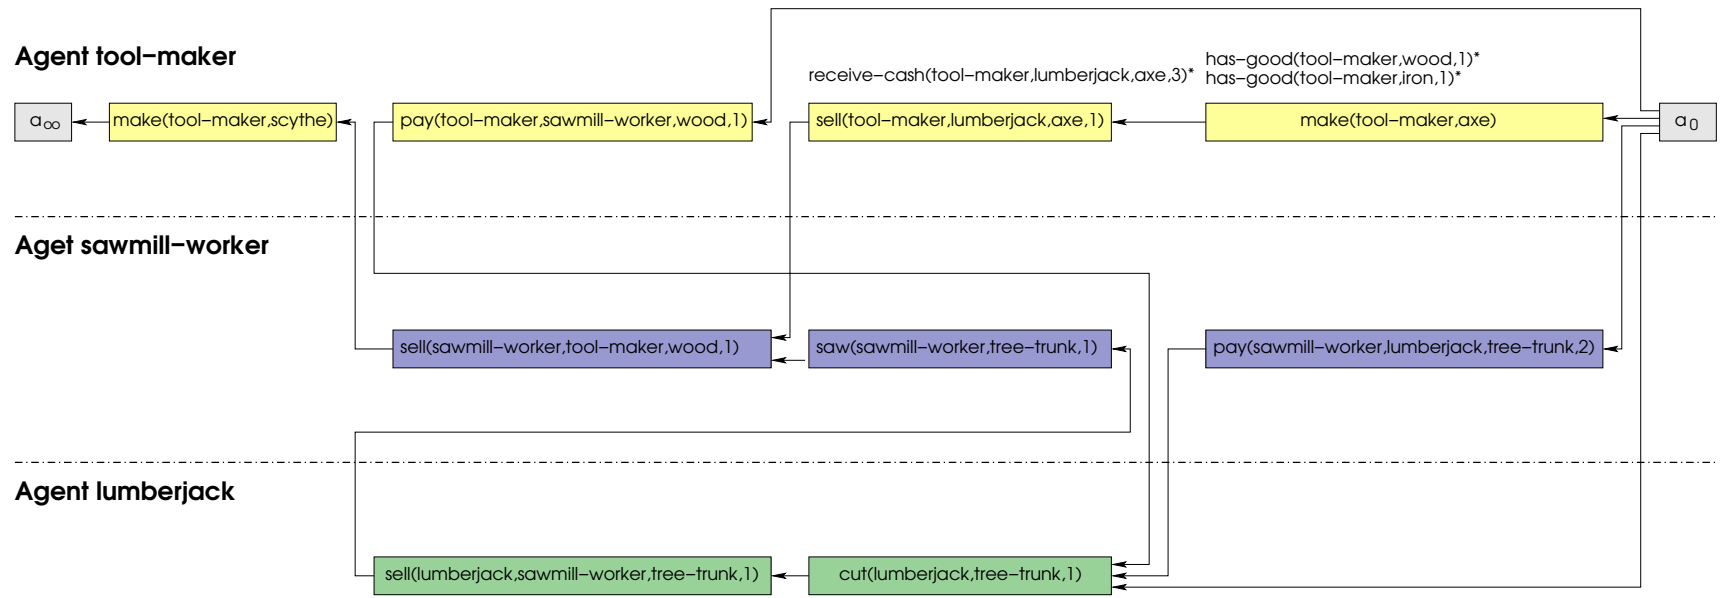 Agent tool−maker
receive−cash(tool−maker,lumberjack,axe,3)*
has−good(tool−maker,wood,1)*
has−good(tool−maker,iron,1)*
a∞
make(tool−maker,scythe)
pay(tool−maker,sawmill−worker,wood,1)
sell(tool−maker,lumberjack,axe,1)
make(tool−maker,axe)
a0
Aget sawmill−worker
sell(sawmill−worker,tool−maker,wood,1)
saw(sawmill−worker,tree−trunk,1)
pay(sawmill−worker,lumberjack,tree−trunk,2)
Agent lumberjack
sell(lumberjack,sawmill−worker,tree−trunk,1)
cut(lumberjack,tree−trunk,1)